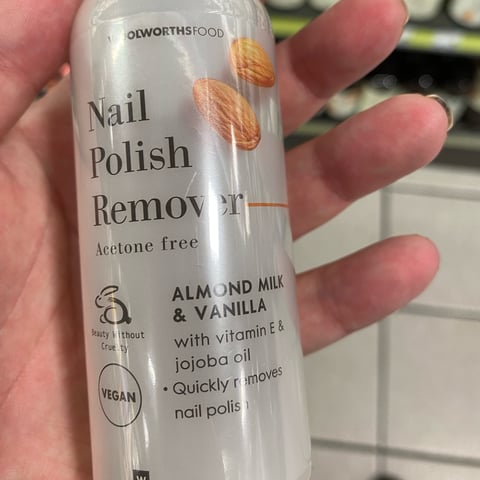 WOOLWORTHSFOOD
Nail
Polish
Remover
Acetone free
Beauty Without
Cruelty
VEGAN
ALMOND MILK
& VANILLA
with vitamin E &
jojoba oil
• Quickly removes
nail polish
W